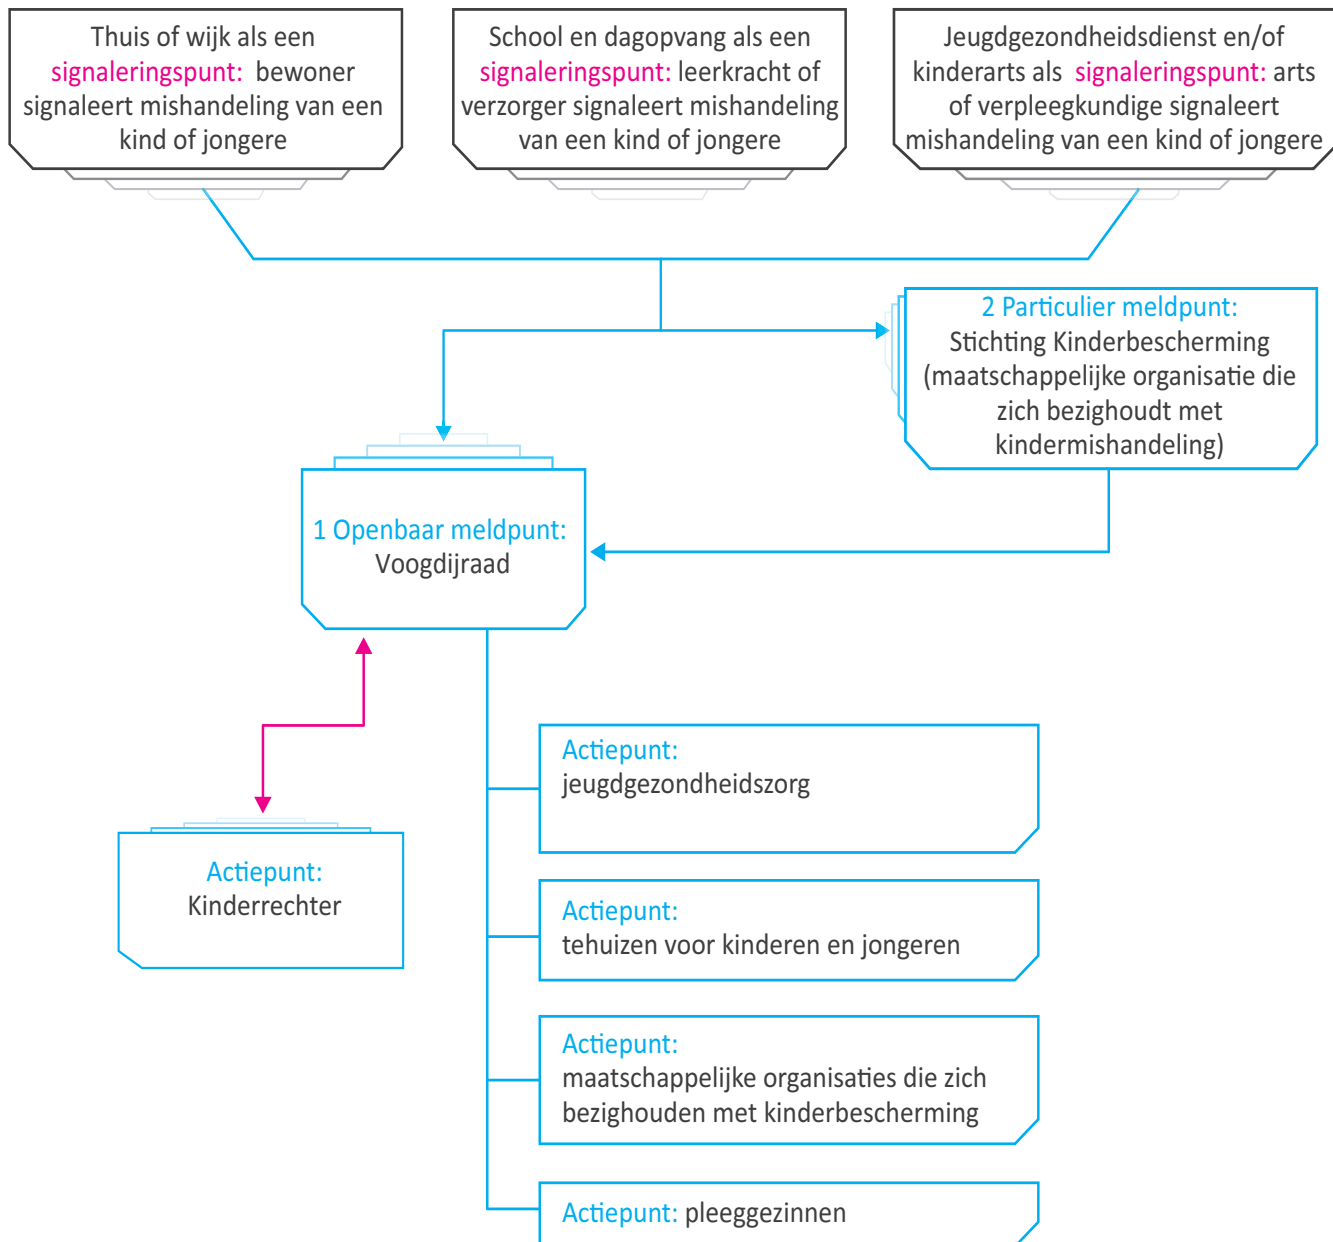 Thuis of wijk als een
signaleringspunt: bewoner
signaleert mishandeling van een
kind of jongere
School en dagopvang als een
signaleringspunt: leerkracht of
verzorger signaleert mishandeling
van een kind of jongere
Jeugdgezondheidsdienst en/of
kinderarts als signaleringspunt: arts
of verpleegkundige signaleert
mishandeling van een kind of jongere
2 Particulier meldpunt:
Stichting Kinderbescherming
(maatschappelijke organisatie die
zich bezighoudt met
kindermishandeling)
1 Openbaar meldpunt:
Voogdijraad
Actiepunt:
jeugdgezondheidszorg
Actiepunt:
Kinderrechter
Actiepunt:
tehuizen voor kinderen en jongeren
Actiepunt:
maatschappelijke organisaties die zich
bezighouden met kinderbescherming
Actiepunt: pleeggezinnen